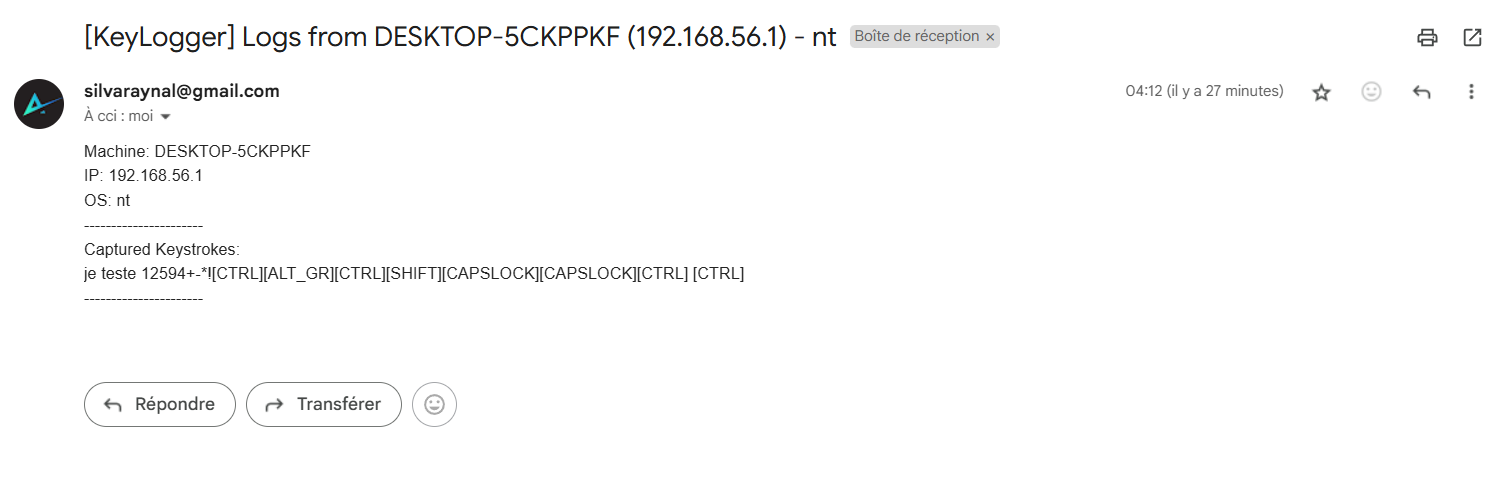 [KeyLogger] Logs from DESKTOP-5CKPPKF (192.168.56.1) - nt Boîte de réception ×
silvaraynal@gmail.com 04:12 (il y a 27 minutes)
À cci : moi
Machine: DESKTOP-5CKPPKF
IP: 192.168.56.1
OS: nt
----------------------
Captured Keystrokes:
je teste 12594+-*![CTRL][ALT_GR][CTRL][SHIFT][CAPSLOCK][CAPSLOCK][CTRL] [CTRL]
----------------------
Répondre Transférer